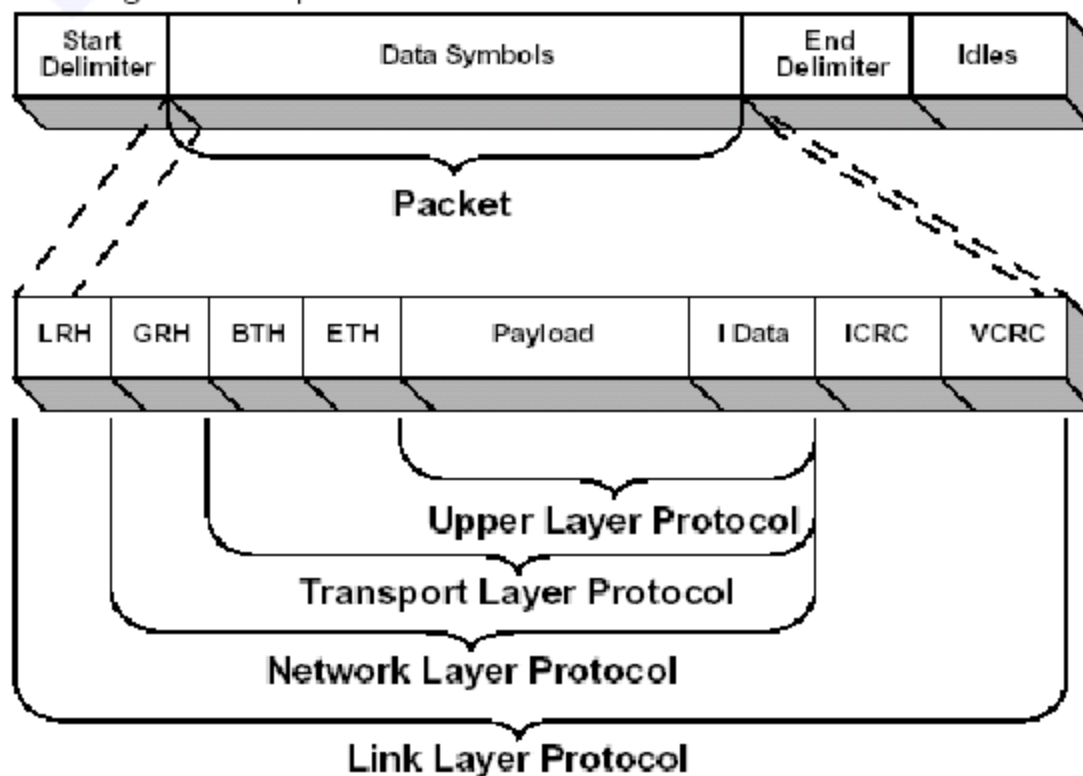 Start Delimiter
Data Symbols
End Delimiter
Idles
Packet
LRH
GRH
BTH
ETH
Payload
I Data
ICRC
VCRC
Upper Layer Protocol
Transport Layer Protocol
Network Layer Protocol
Link Layer Protocol